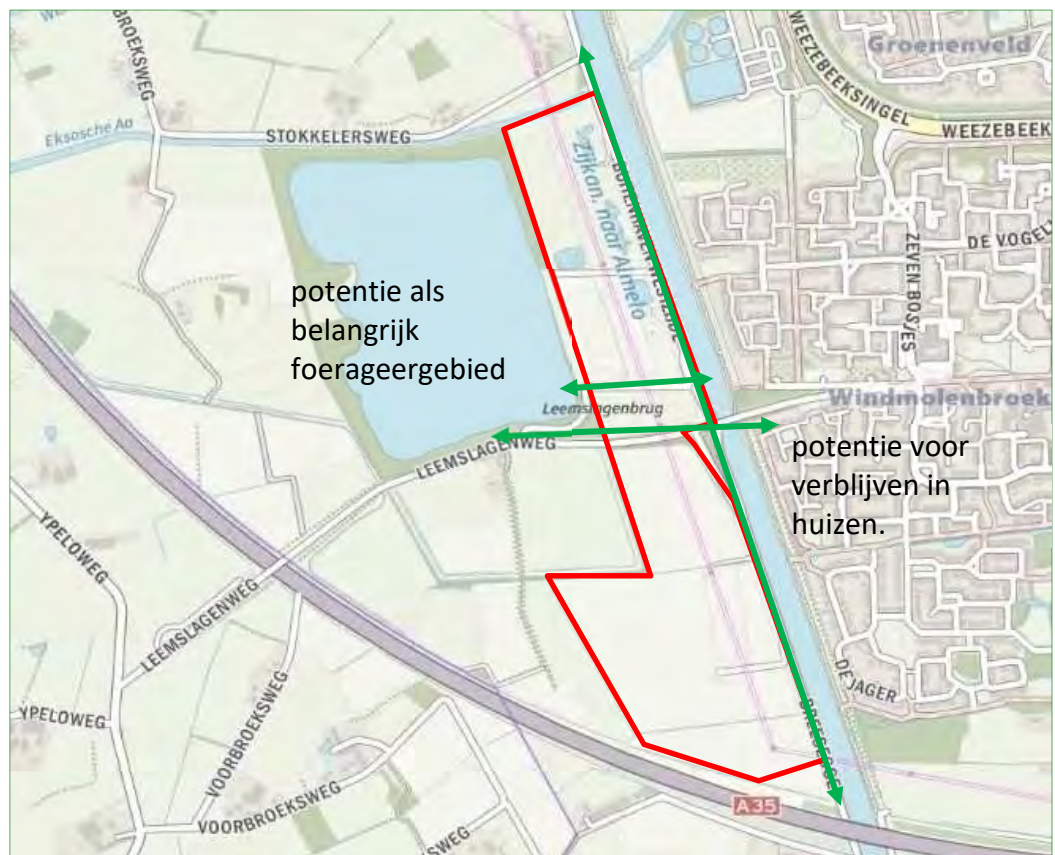 BROEKSWEG
Groenenveld
WEEZEBEEKSINGEL
WEEZEBEEK
Eksosche Aa
STOKKELERSWEG
Zijkan. naar Almelo
DE VOGEL
ZEVEN BOSJES
potentie als
belangrijk
foerageergebied
Leemslagenbrug
Windmolenbroek
LEEMSLAGENWEG
potentie voor
verblijven in
huizen.
YPELOWEG
LEEMSLAGENWEG
DE JAGER
YPELOWEG
VOORBROEKSWEG
A35
VOORBROEKSWEG
SWEG